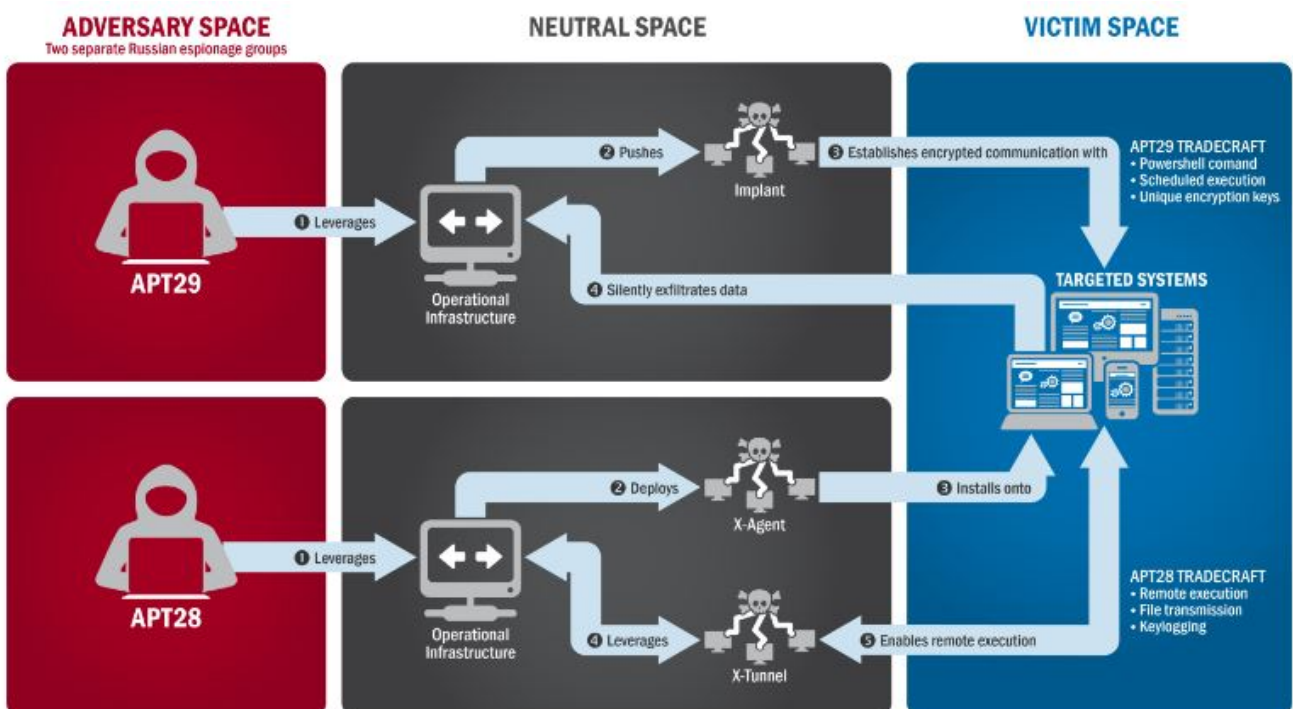 ADVERSARY SPACE
Two separate Russian espionage groups
NEUTRAL SPACE
VICTIM SPACE
APT29
❶ Leverages
Operational
Infrastructure
❷ Pushes
Implant
❸ Establishes encrypted communication with
❹ Silently exfiltrates data
APT29 TRADECRAFT
• Powershell comand
• Scheduled execution
• Unique encryption keys
TARGETED SYSTEMS
APT28
❶ Leverages
Operational
Infrastructure
❷ Deploys
X-Agent
❸ Installs onto
❹ Leverages
X-Tunnel
❺ Enables remote execution
APT28 TRADECRAFT
• Remote execution
• File transmission
• Keylogging